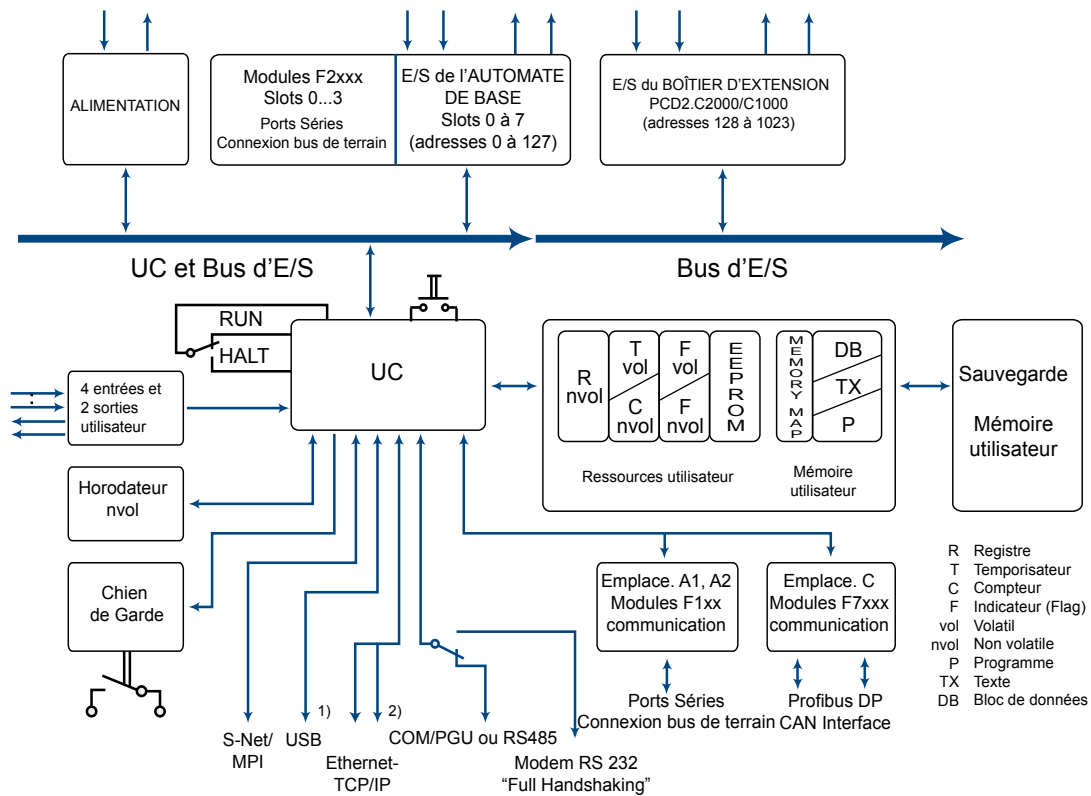 ALIMENTATION
Modules F2xxx
Slots 0...3
Ports Séries
Connexion bus de terrain
E/S de l'AUTOMATE
DE BASE
Slots 0 à 7
(adresses 0 à 127)
E/S du BOÎTIER D'EXTENSION
PCD2.C2000/C1000
(adresses 128 à 1023)
UC et Bus d'E/S
Bus d'E/S
RUN
HALT
UC
4 entrées et
2 sorties
utilisateur
Horodateur
nvol
Chien
de Garde
R
nvol
T
vol
C
nvol
F
vol
F
nvol
EEPROM
MEMORY MAP
DB
TX
P
Ressources utilisateur
Mémoire
utilisateur
Sauvegarde
Mémoire
utilisateur
Emplace. A1, A2
Modules F1xx
communication
Emplace. C
Modules F7xxx
communication
Ports Séries
Connexion bus de terrain
Profibus DP
CAN Interface
R Registre
T Temporisateur
C Compteur
F Indicateur (Flag)
vol Volatil
nvol Non volatile
P Programme
TX Texte
DB Bloc de données
S-Net/
MPI
USB
1)
2)
Ethernet-
TCP/IP
COM/PGU ou RS485
Modem RS 232
“Full Handshaking”